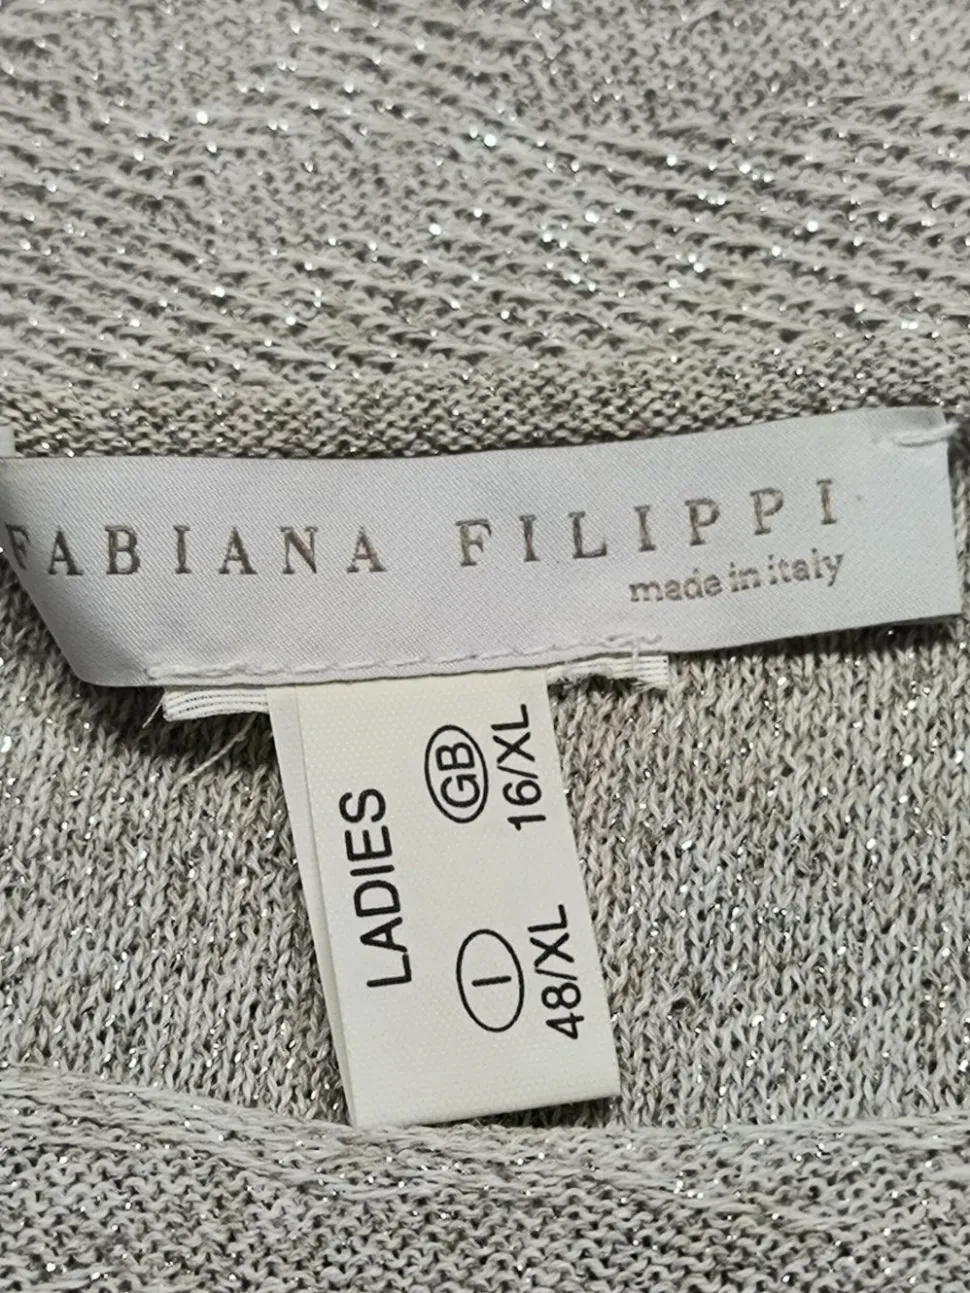 FABIANA FILIPPI
made in italy
LADIES
I GB
48/XL 16/XL